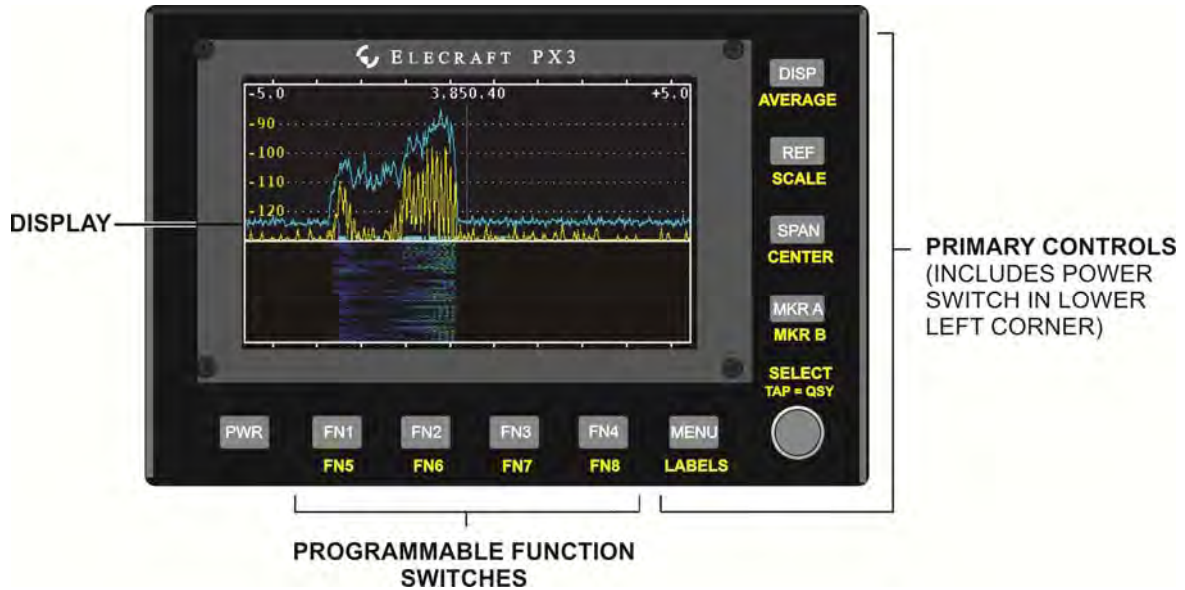 ELECRAFT PX3
-5.0 3,850.40 +5.0
-90
-100
-110
-120
DISP
AVERAGE
REF
SCALE
SPAN
CENTER
MKR A
MKR B
SELECT
TAP = QSY
PWR FN1 FN2 FN3 FN4 MENU
FN5 FN6 FN7 FN8 LABELS
DISPLAY
PRIMARY CONTROLS
(INCLUDES POWER
SWITCH IN LOWER
LEFT CORNER)
PROGRAMMABLE FUNCTION
SWITCHES